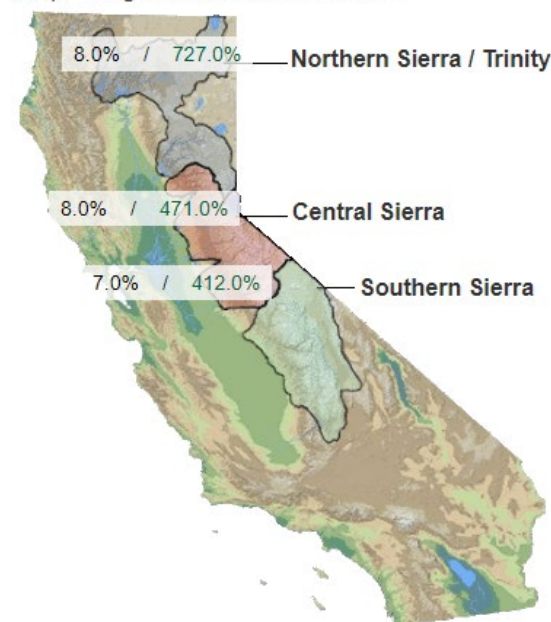 8.0% / 727.0% Northern Sierra / Trinity
8.0% / 471.0% Central Sierra
7.0% / 412.0% Southern Sierra